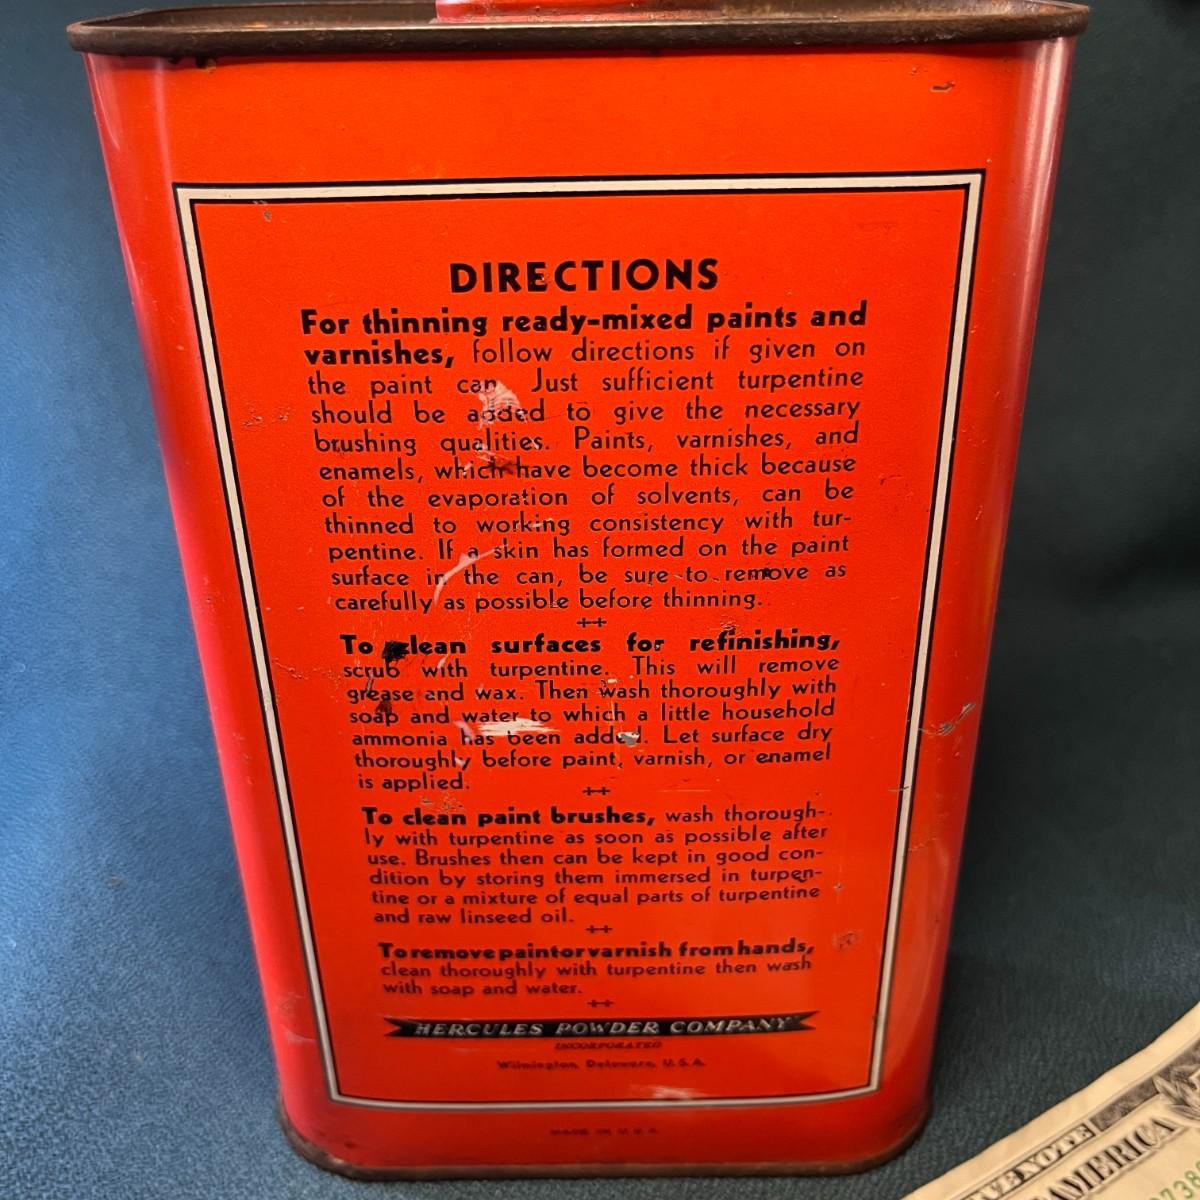 DIRECTIONS
For thinning ready-mixed paints and
varnishes, follow directions if given on
the paint can. Just sufficient turpentine
should be added to give the necessary
brushing qualities. Paints, varnishes, and
enamels, which have become thick because
of the evaporation of solvents, can be
thinned to working consistency with tur-
pentine. If a skin has formed on the paint
surface in the can, be sure to remove as
carefully as possible before thinning.
++
To clean surfaces for refinishing,
scrub with turpentine. This will remove
grease and wax. Then wash thoroughly with
soap and water to which a little household
ammonia has been added. Let surface dry
thoroughly before paint, varnish, or enamel
is applied.
++
To clean paint brushes, wash thorough-
ly with turpentine as soon as possible after
use. Brushes then can be kept in good con-
dition by storing them immersed in turpen-
tine or a mixture of equal parts of turpentine
and raw linseed oil.
++
To remove paint or varnish from hands,
clean thoroughly with turpentine then wash
with soap and water.
++
HERCULES POWDER COMPANY
INCORPORATED
Wilmington, Delaware, U.S.A.
MADE IN U.S.A.
NOTE
AMERICA